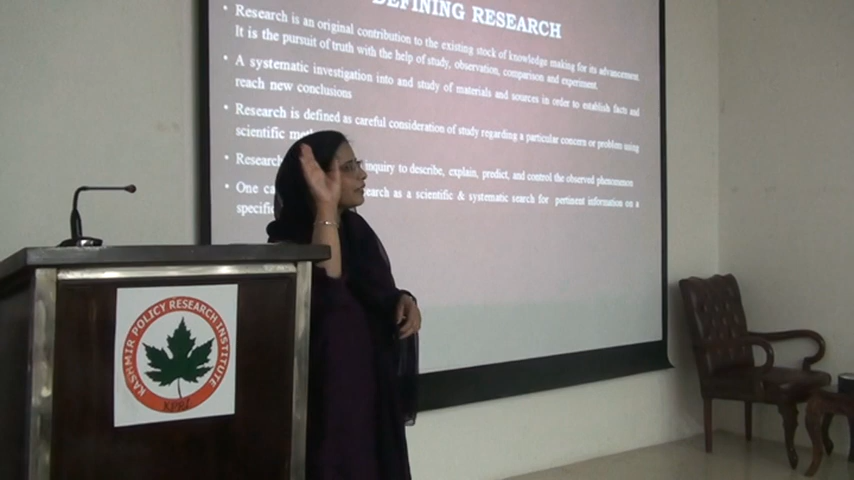 DEFINING RESEARCH
• Research is an original contribution to the existing stock of knowledge making for its advancement.
It is the pursuit of truth with the help of study, observation, comparison and experiment.
• A systematic investigation into and study of materials and sources in order to establish facts and
reach new conclusions
• Research is defined as careful consideration of study regarding a particular concern or problem using
scientific
• Research inquiry to describe, explain, predict, and control the observed phenomenon
• One research as a scientific & systematic search for pertinent information on a
specific
KASHMIR POLICY RESEARCH INSTITUTE
KPRI